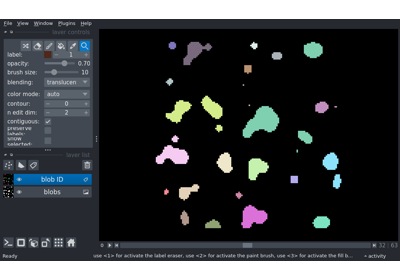 File View Window Plugins Help
layer controls
label: 1
opacity: 0.70
brush size: 10
blending: translucen
color mode: auto
contour: 0
n edit dim: 2
contiguous:
preserve labels:
show selected:
layer list
blob ID
blobs
0 32 63
Ready use <1> for activate the label eraser, use <2> for activate the paint brush, use <3> for activate the fill b... activity